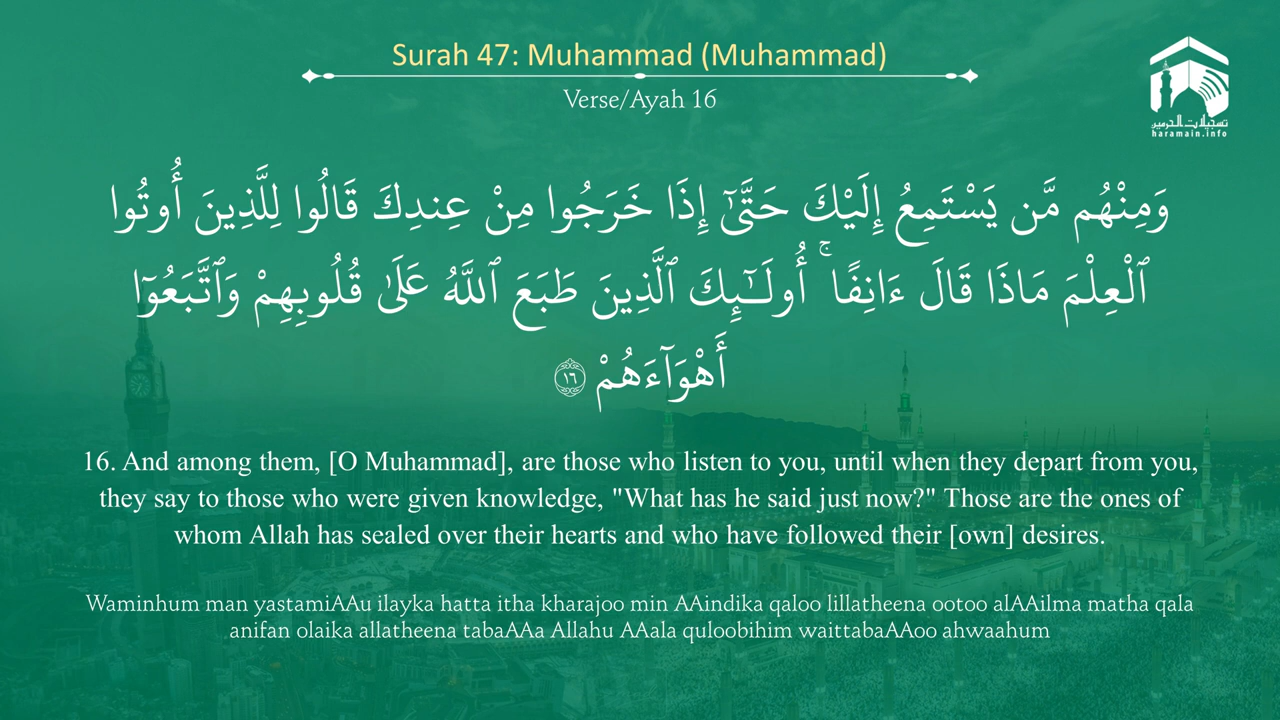 Surah 47: Muhammad (Muhammad)
Verse/Ayah 16
تسجيلات الحرمين
haramain.info
وَمِنْهُم مَّن يَسْتَمِعُ إِلَيْكَ حَتَّىٰٓ إِذَا خَرَجُوا مِنْ عِندِكَ قَالُوا لِلَّذِينَ أُوتُوا
ٱلْعِلْمَ مَاذَا قَالَ ءَانِفًا ۚ أُولَـٰٓئِكَ ٱلَّذِينَ طَبَعَ ٱللَّهُ عَلَىٰ قُلُوبِهِمْ وَٱتَّبَعُوٓا
أَهْوَآءَهُمْ ١٦
16. And among them, [O Muhammad], are those who listen to you, until when they depart from you,
they say to those who were given knowledge, "What has he said just now?" Those are the ones of
whom Allah has sealed over their hearts and who have followed their [own] desires.
Waminhum man yastamiAAu ilayka hatta itha kharajoo min AAindika qaloo lillatheena ootoo alAAilma matha qala
anifan olaika allatheena tabaAAa Allahu AAala quloobihim waittabaAAoo ahwaahum